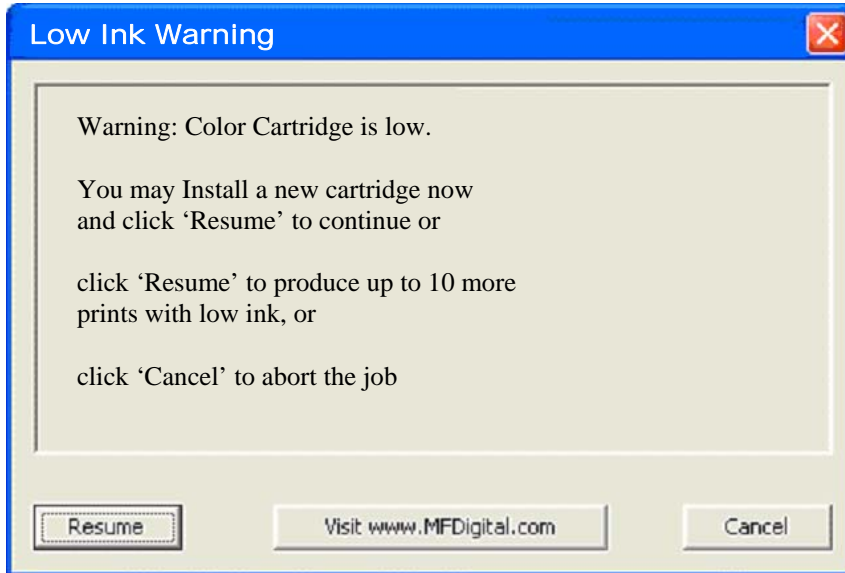 Low Ink Warning
Warning: Color Cartridge is low.
You may Install a new cartridge now
and click ‘Resume’ to continue or
click ‘Resume’ to produce up to 10 more
prints with low ink, or
click ‘Cancel’ to abort the job
Resume Visit www.MFDigital.com Cancel